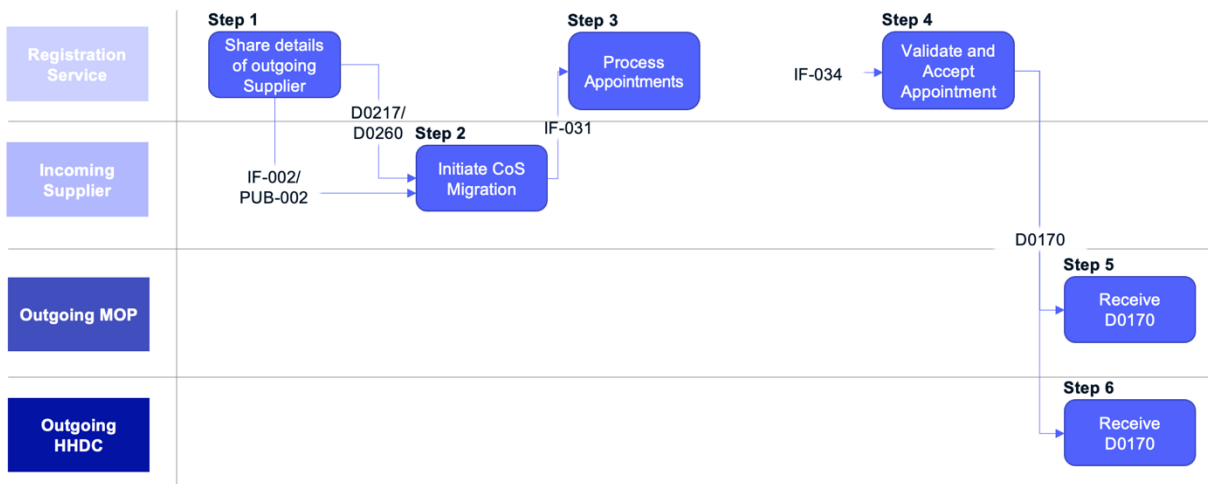 Step 1
Step 3
Step 4
Registration
Service
Share details
of outgoing
Supplier
Process
Appointments
IF-034
Validate and
Accept
Appointment
D0217/
D0260
Step 2
IF-031
Incoming
Supplier
IF-002/
PUB-002
Initiate CoS
Migration
D0170
Step 5
Outgoing MOP
Receive
D0170
Step 6
Outgoing
HHDC
Receive
D0170